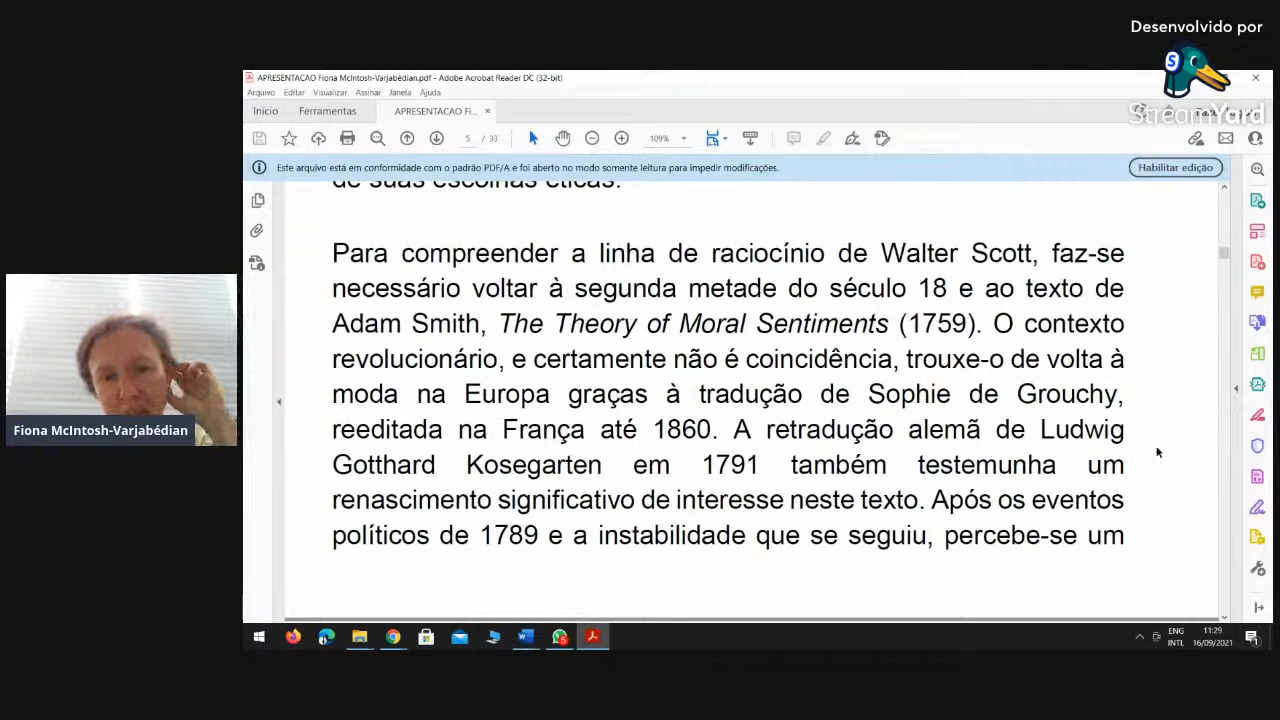 Desenvolvido por
StreamYard
APRESENTACAO Fiona McIntosh-Varjabédian.pdf - Adobe Acrobat Reader DC (32-bit)
Arquivo Editar Visualizar Assinar Janela Ajuda
Início Ferramentas APRESENTACAO Fi... ×
5 / 33 109%
Este arquivo está em conformidade com o padrão PDF/A e foi aberto no modo somente leitura para impedir modificações. Habilitar edição
de suas escolhas éticas.
Para compreender a linha de raciocínio de Walter Scott, faz-se
necessário voltar à segunda metade do século 18 e ao texto de
Adam Smith, The Theory of Moral Sentiments (1759). O contexto
revolucionário, e certamente não é coincidência, trouxe-o de volta à
moda na Europa graças à tradução de Sophie de Grouchy,
reeditada na França até 1860. A retradução alemã de Ludwig
Gotthard Kosegarten em 1791 também testemunha um
renascimento significativo de interesse neste texto. Após os eventos
políticos de 1789 e a instabilidade que se seguiu, percebe-se um
Fiona McIntosh-Varjabédian
ENG 11:29
INTL 16/09/2021